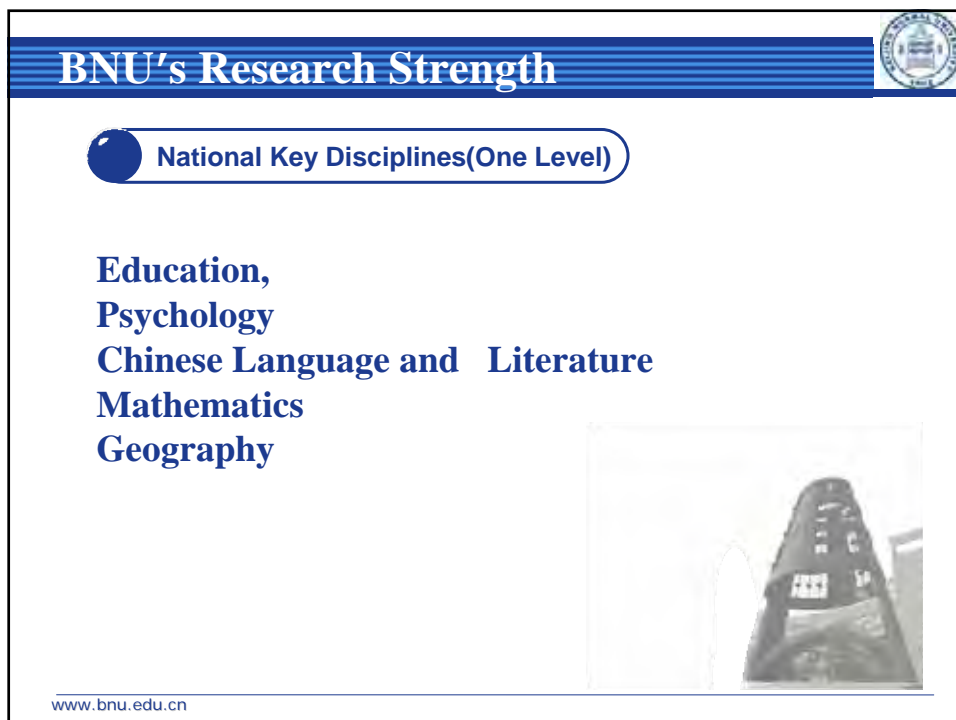 BNU's Research Strength
National Key Disciplines(One Level)
Education,
Psychology
Chinese Language and Literature
Mathematics
Geography
www.bnu.edu.cn